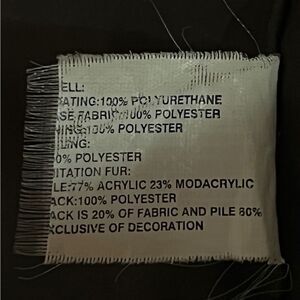 ELL:
ATING:100% POLYURETHANE
SE FABRIC:100% POLYESTER
NING:100% POLYESTER
LING:
0% POLYESTER
ITATION FUR:
LE:77% ACRYLIC 23% MODACRYLIC
ACK:100% POLYESTER
ACK IS 20% OF FABRIC AND PILE 80%
XCLUSIVE OF DECORATION